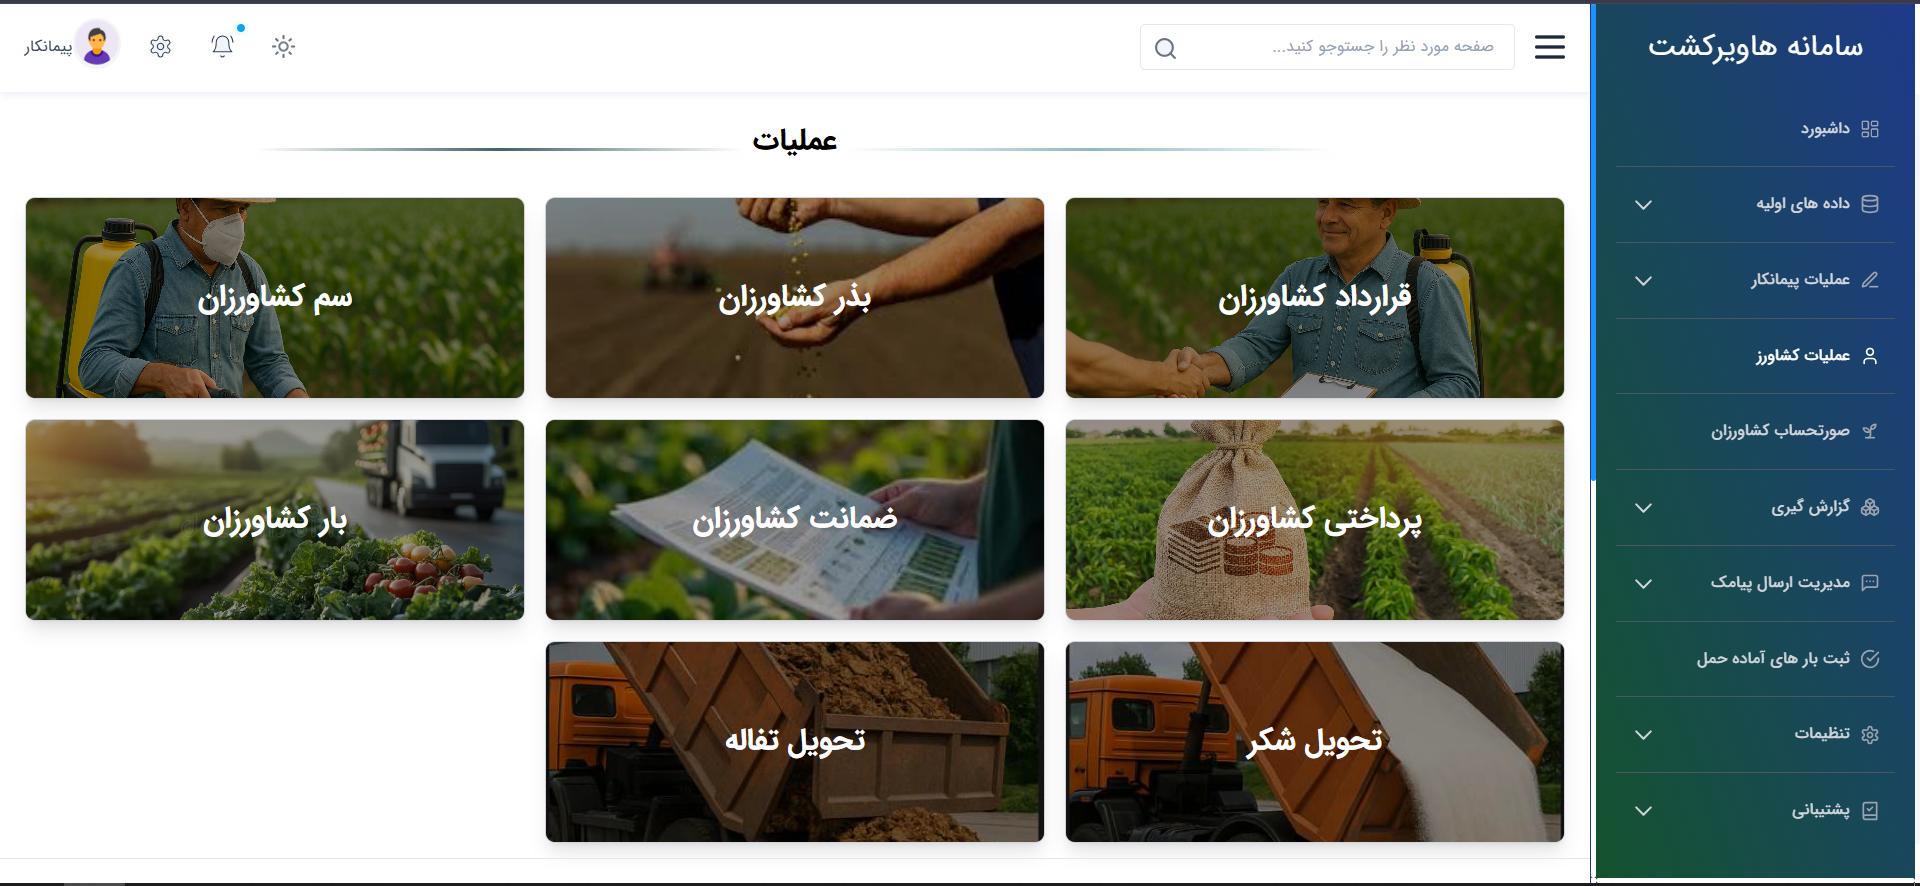 سامانه هاویرکشت
داشبورد
داده های اولیه
عملیات پیمانکار
عملیات کشاورز
صورتحساب کشاورزان
گزارش گیری
مدیریت ارسال پیامک
ثبت بار های آماده حمل
تنظیمات
پشتیبانی
صفحه مورد نظر را جستوجو کنید...
پیمانکار
عملیات
قرارداد کشاورزان
بذر کشاورزان
سم کشاورزان
پرداختی کشاورزان
ضمانت کشاورزان
بار کشاورزان
تحویل شکر
تحویل تفاله